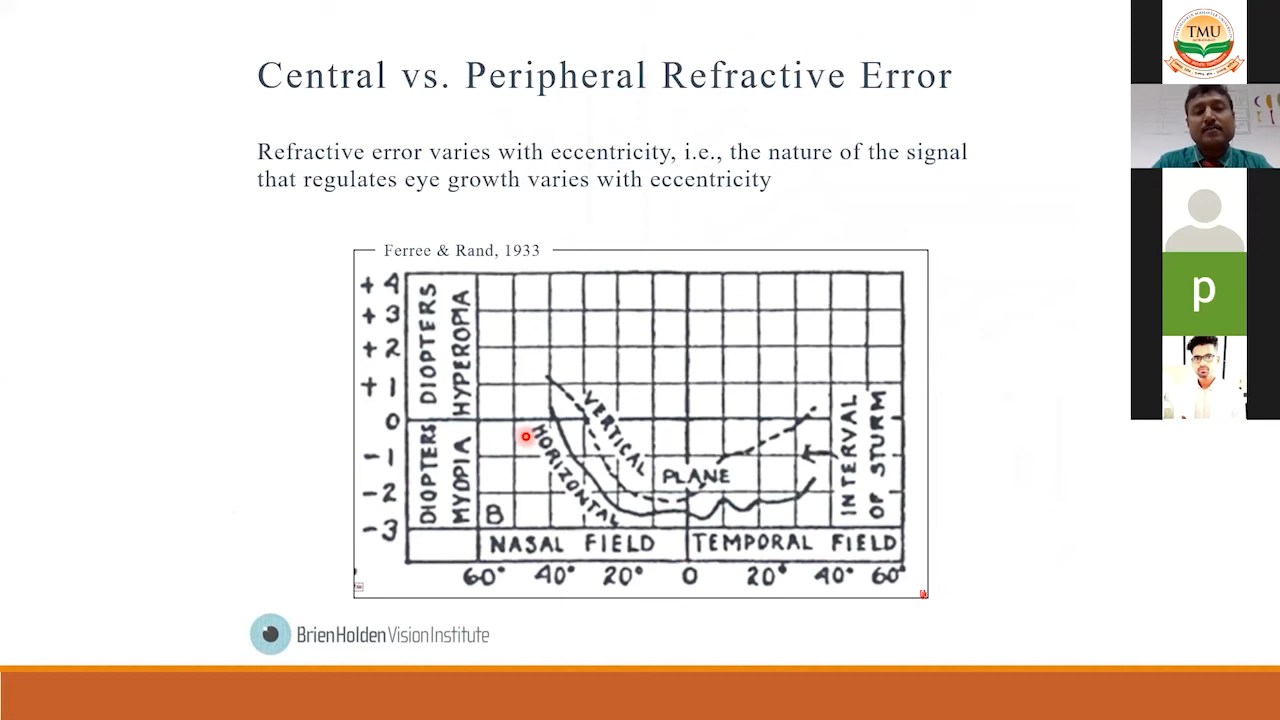 Central vs. Peripheral Refractive Error
Refractive error varies with eccentricity, i.e., the nature of the signal
that regulates eye growth varies with eccentricity
Ferree & Rand, 1933
+4
+3
+2
+1
0
-1
-2
-3
DIOPTERS
HYPEROPIA
DIOPTERS
MYOPIA
VERTICAL
HORIZONTAL
PLANE
INTERVAL
OF STURM
B
NASAL FIELD
TEMPORAL FIELD
60° 40° 20° 0 20° 40° 60°
BrienHoldenVisionInstitute
TMU
p